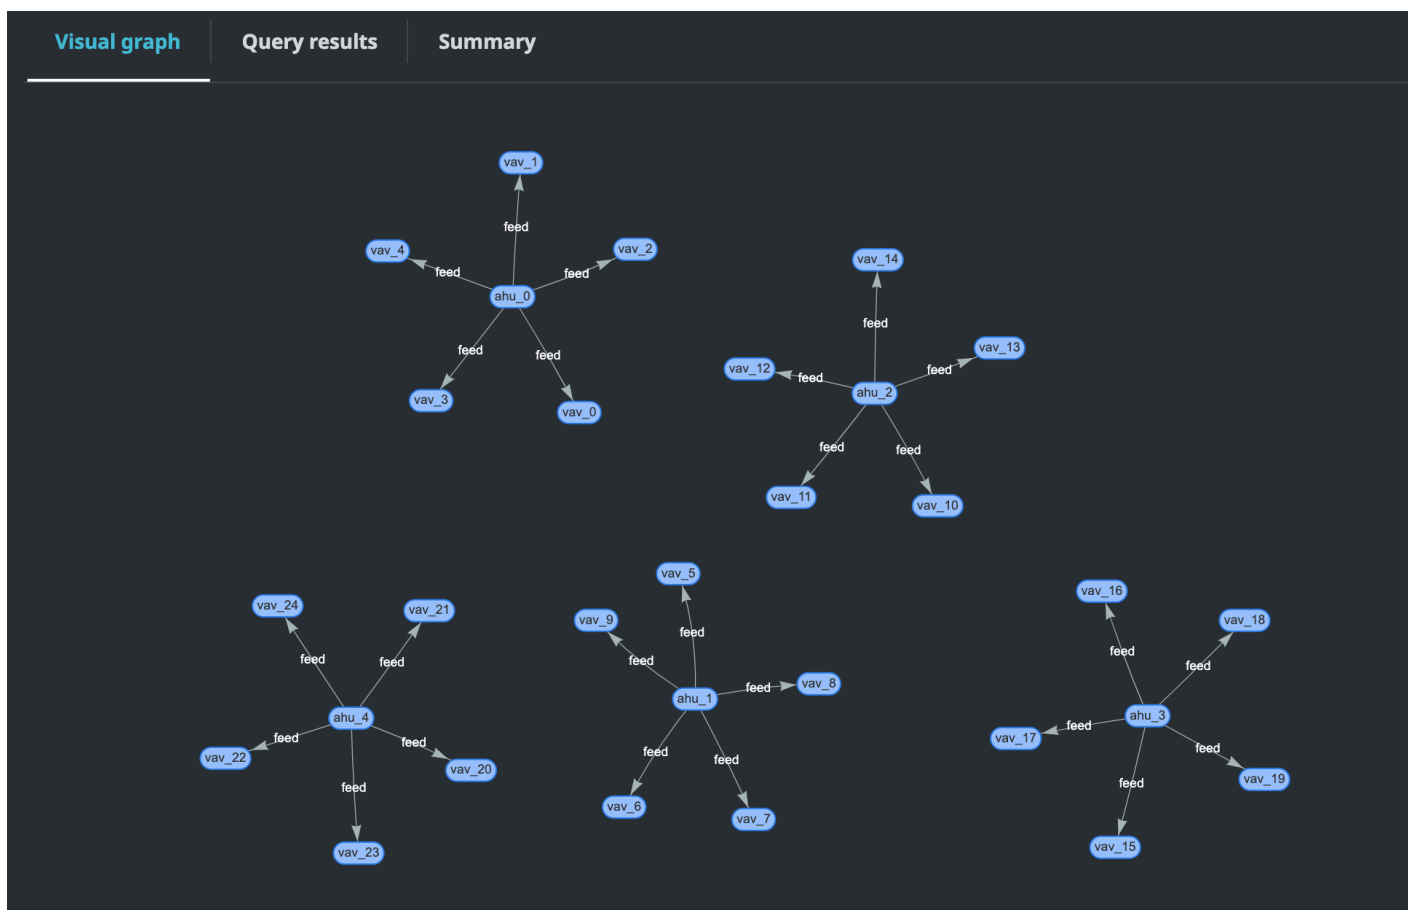 Visual graph
Query results
Summary
vav_1
feed
vav_4
vav_2
feed
feed
ahu_0
feed
feed
vav_3
vav_0
vav_14
feed
vav_13
vav_12
feed
feed
ahu_2
feed
feed
vav_11
vav_10
vav_24
vav_21
feed
feed
ahu_4
feed
feed
vav_22
vav_20
feed
vav_23
vav_5
vav_9
feed
feed
vav_8
feed
ahu_1
feed
feed
vav_6
vav_7
vav_16
vav_18
feed
feed
ahu_3
vav_17
feed
feed
vav_19
feed
vav_15